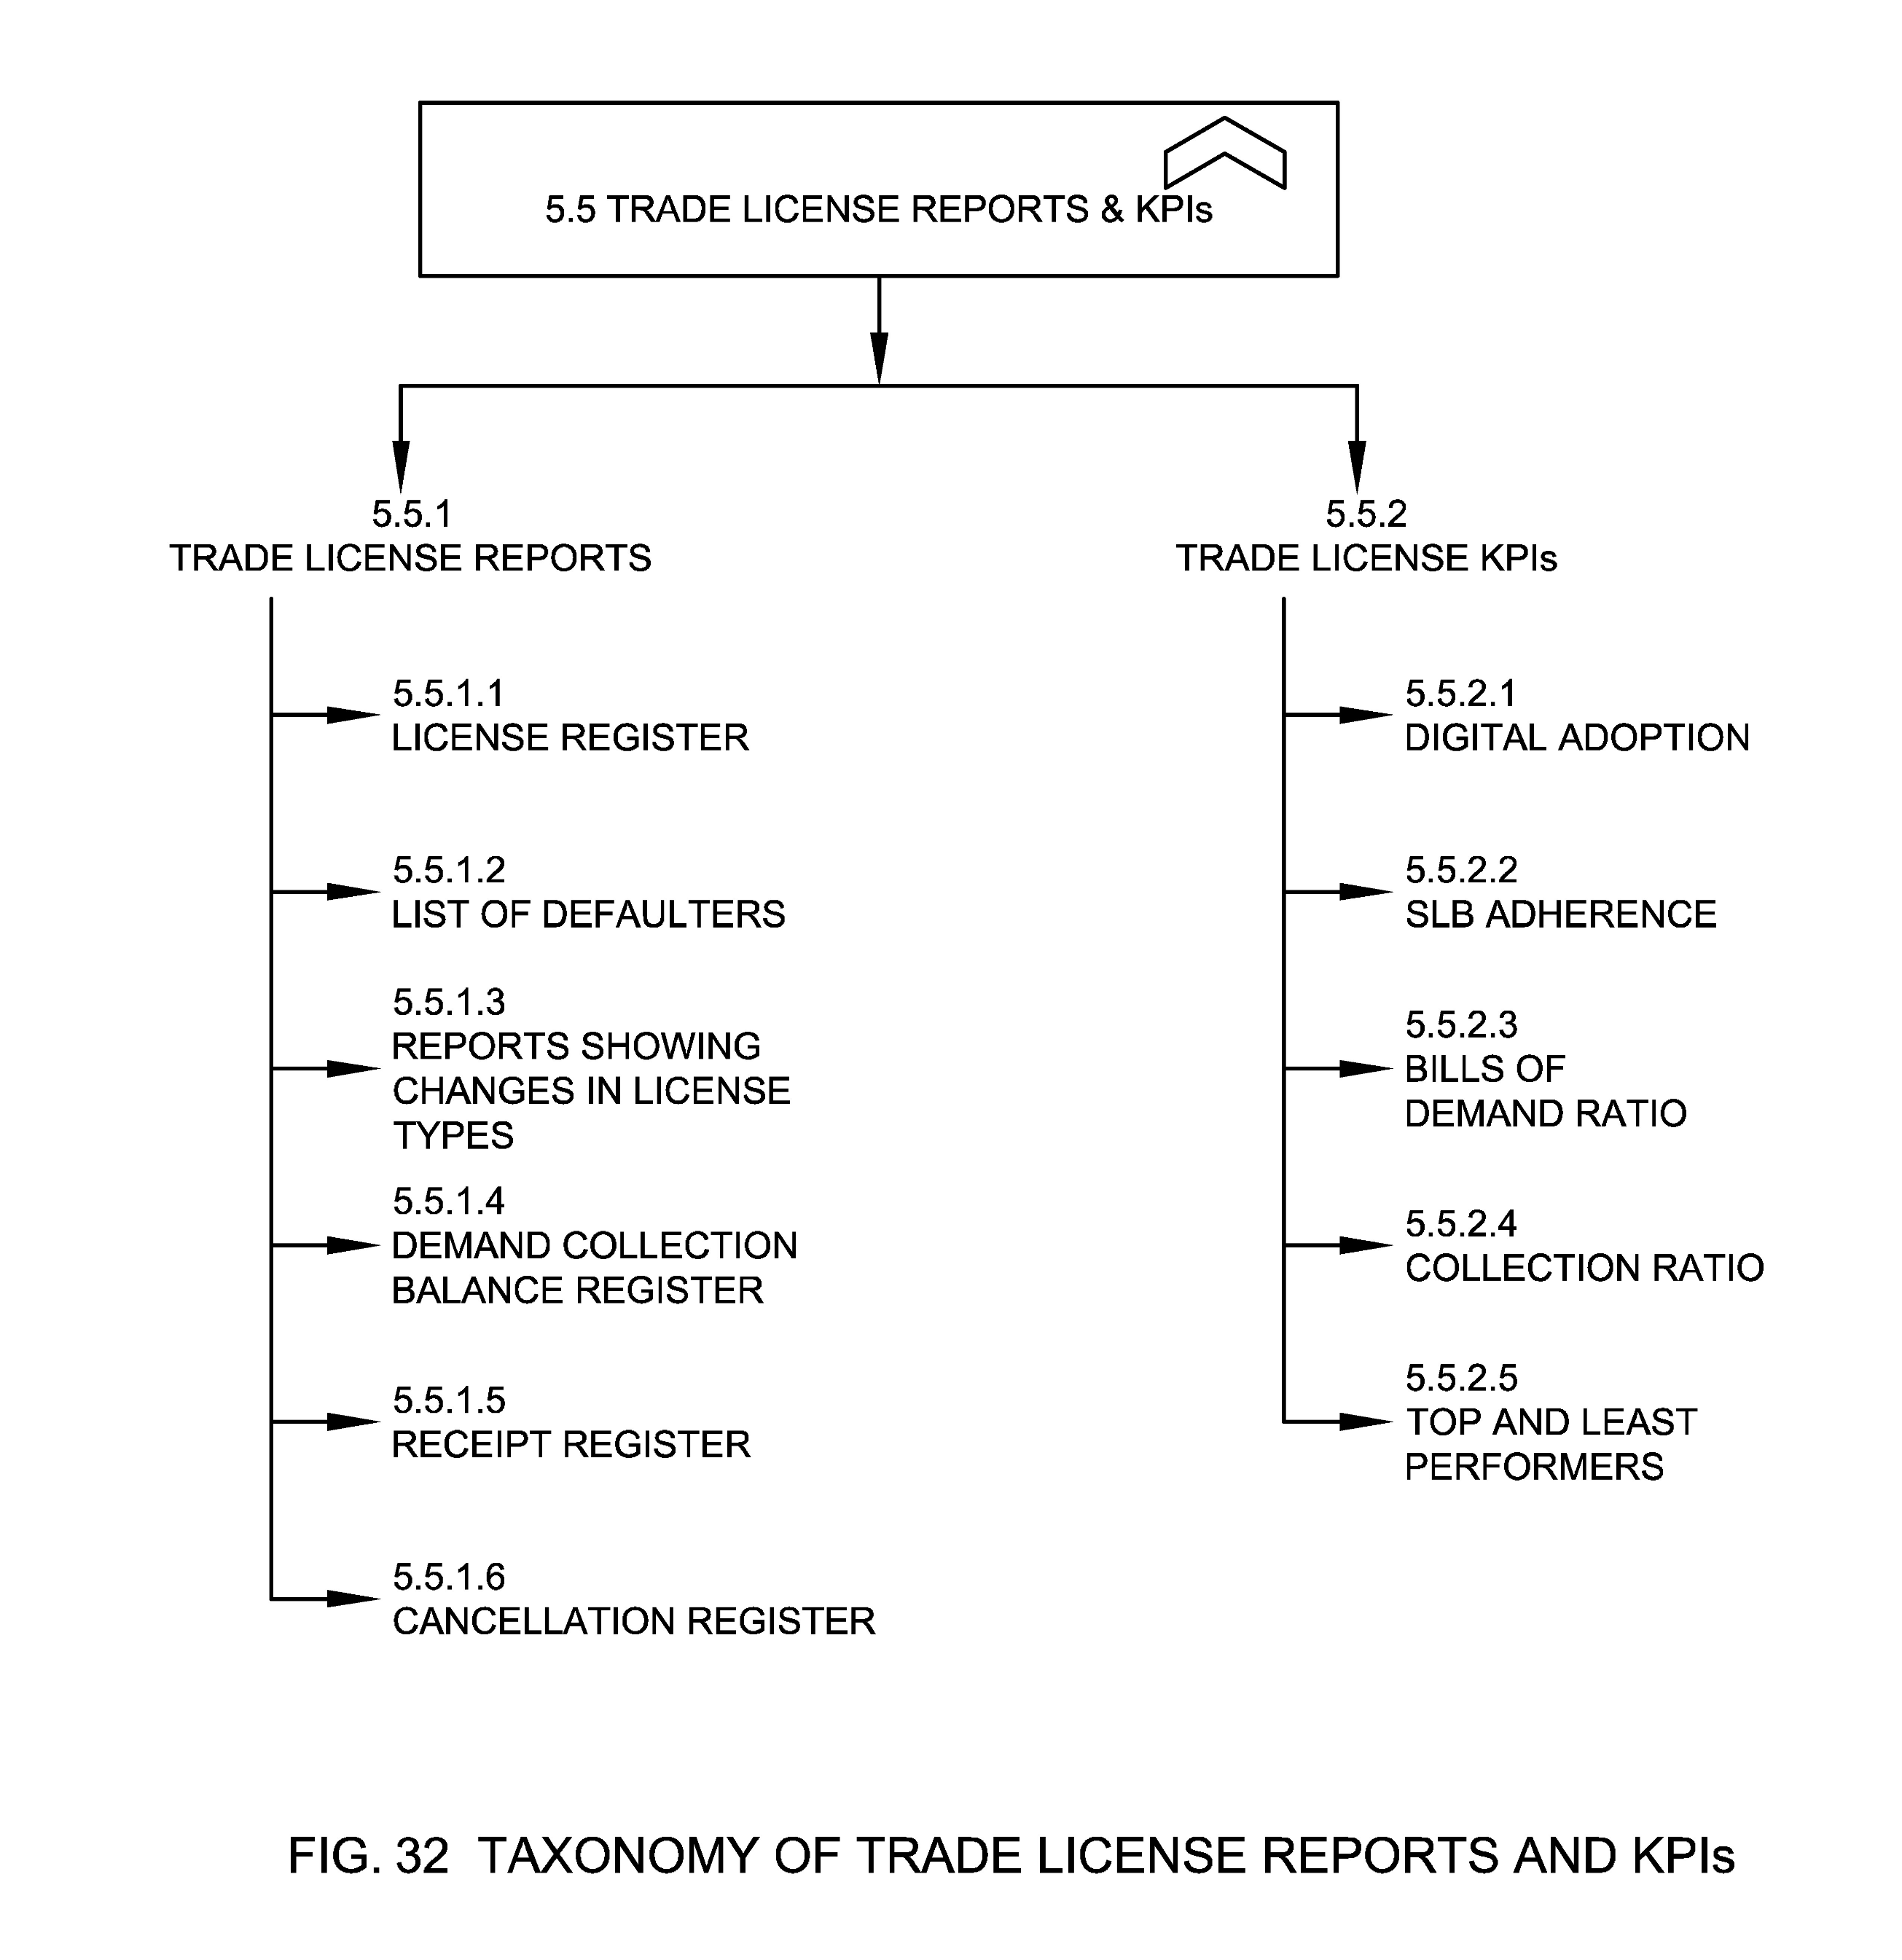 5.5 TRADE LICENSE REPORTS & KPIs
5.5.1
TRADE LICENSE REPORTS
5.5.1.1
LICENSE REGISTER
5.5.1.2
LIST OF DEFAULTERS
5.5.1.3
REPORTS SHOWING
CHANGES IN LICENSE
TYPES
5.5.1.4
DEMAND COLLECTION
BALANCE REGISTER
5.5.1.5
RECEIPT REGISTER
5.5.1.6
CANCELLATION REGISTER
5.5.2
TRADE LICENSE KPIs
5.5.2.1
DIGITAL ADOPTION
5.5.2.2
SLB ADHERENCE
5.5.2.3
BILLS OF
DEMAND RATIO
5.5.2.4
COLLECTION RATIO
5.5.2.5
TOP AND LEAST
PERFORMERS
FIG. 32 TAXONOMY OF TRADE LICENSE REPORTS AND KPIs